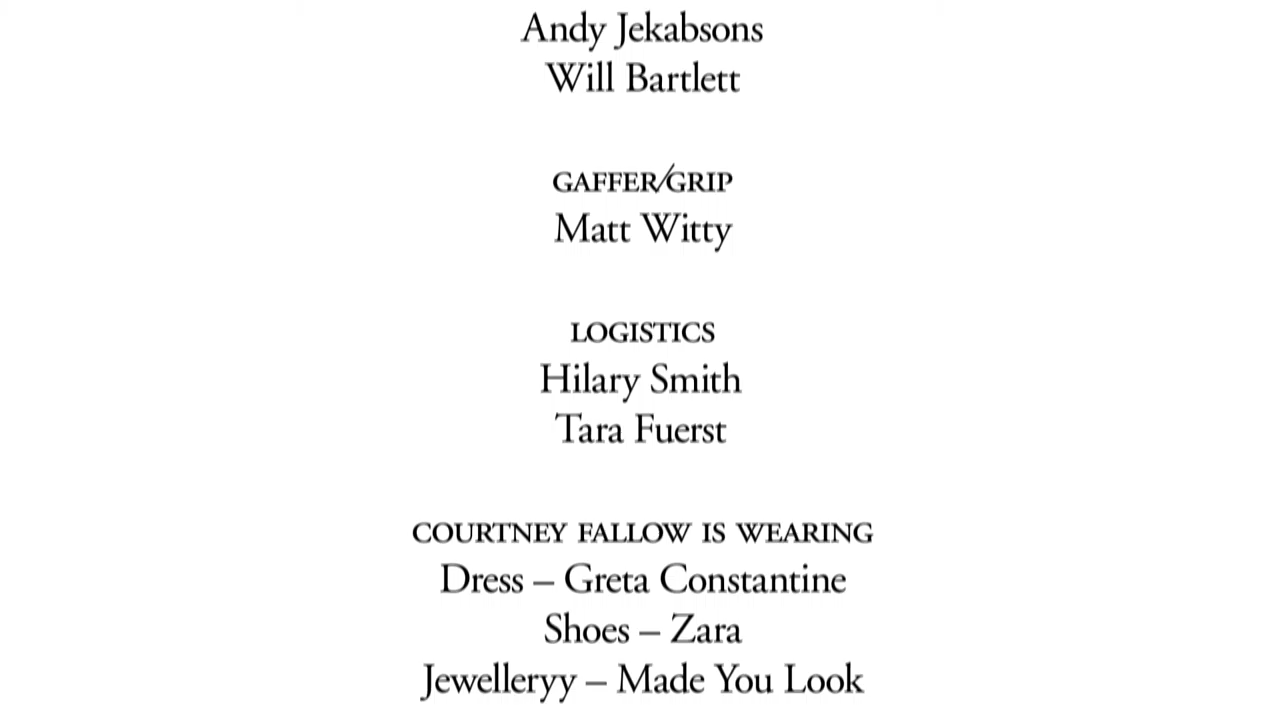 Andy Jekabsons
Will Bartlett
GAFFER/GRIP
Matt Witty
LOGISTICS
Hilary Smith
Tara Fuerst
COURTNEY FALLOW IS WEARING
Dress – Greta Constantine
Shoes – Zara
Jewelleryy – Made You Look